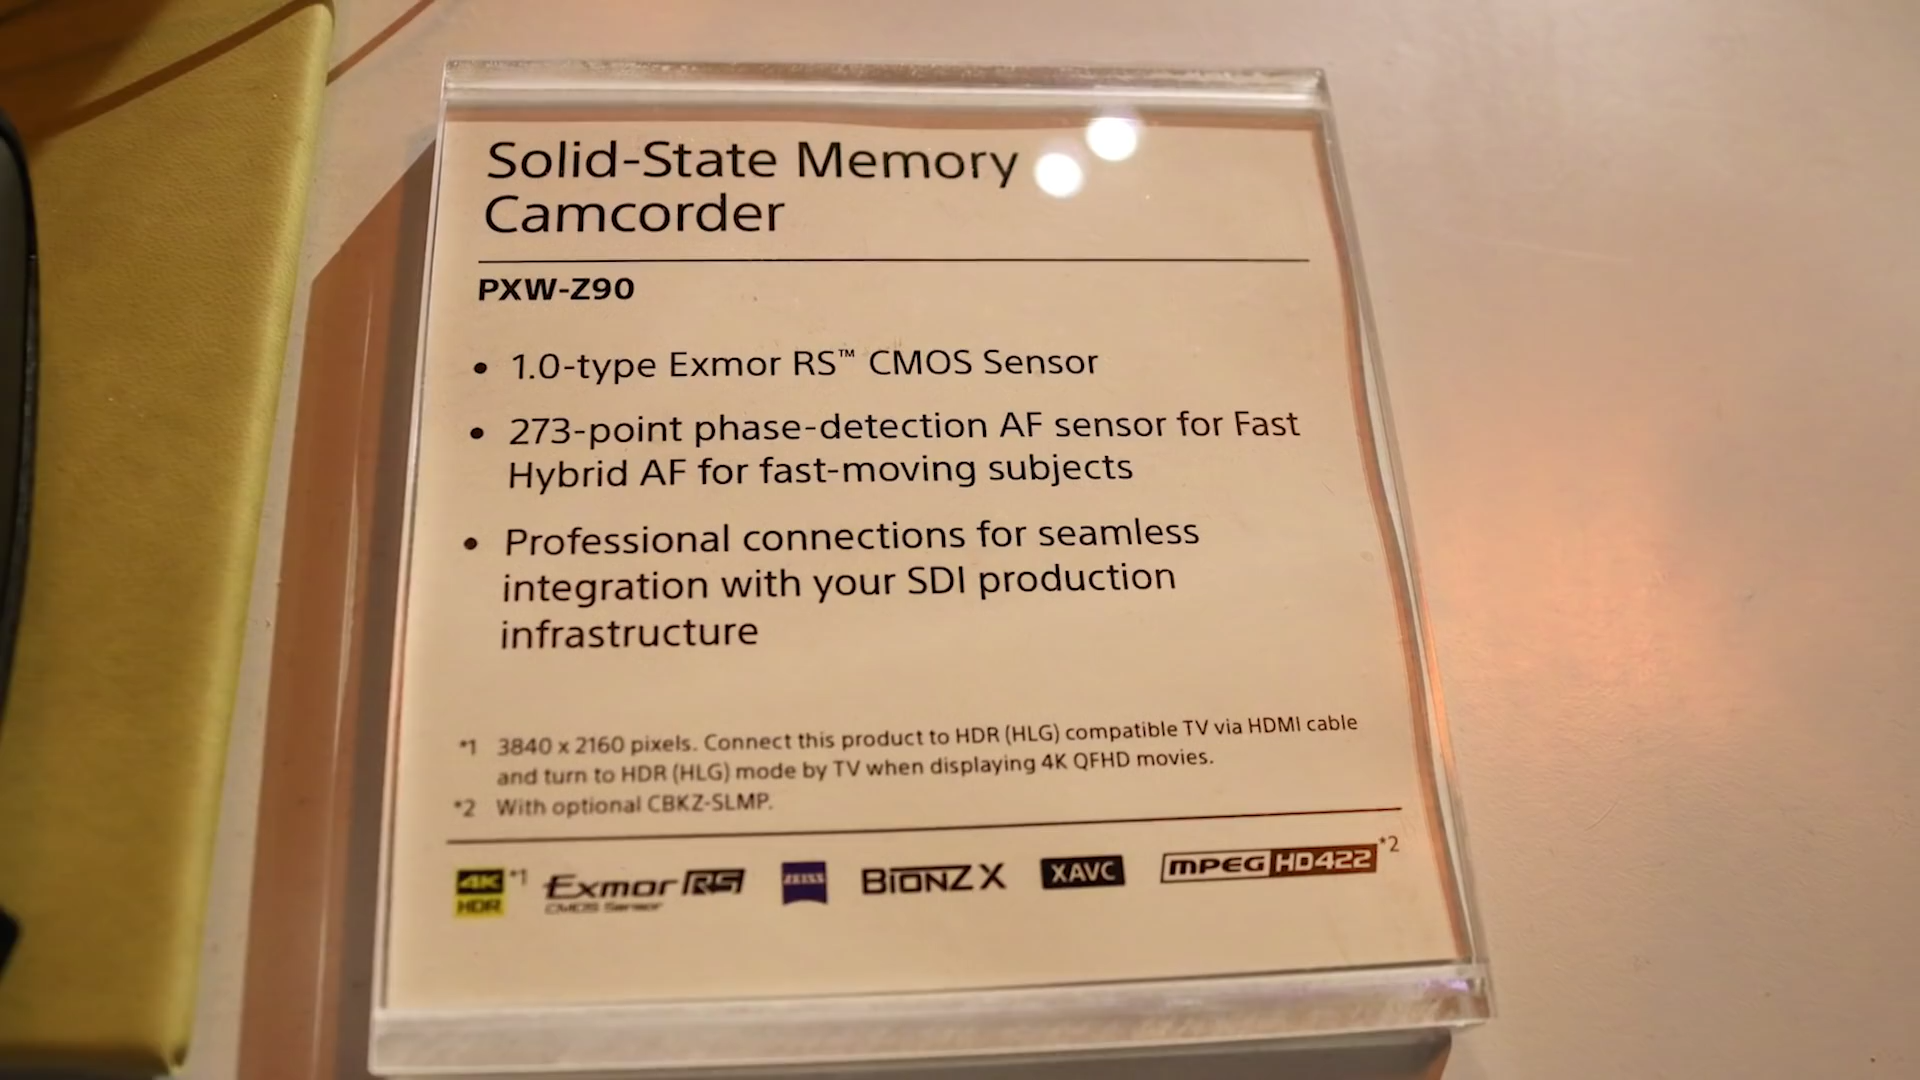 Solid-State Memory
Camcorder
PXW-Z90
• 1.0-type Exmor RS™ CMOS Sensor
• 273-point phase-detection AF sensor for Fast
Hybrid AF for fast-moving subjects
• Professional connections for seamless
integration with your SDI production
infrastructure
*1 3840 x 2160 pixels. Connect this product to HDR (HLG) compatible TV via HDMI cable
and turn to HDR (HLG) mode by TV when displaying 4K QFHD movies.
*2 With optional CBKZ-SLMP.
4K HDR *1 Exmor RS CMOS Sensor ZEISS BIONZ X XAVC MPEG HD422 *2